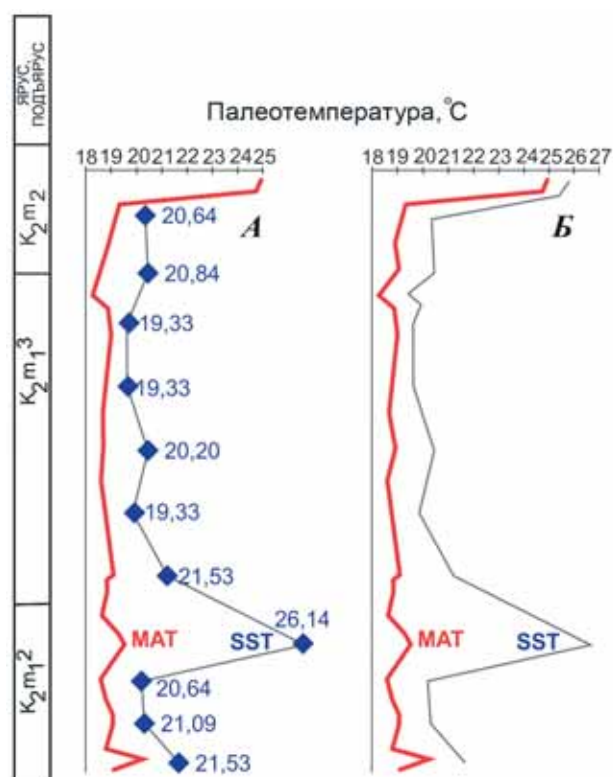 ЯРУС,
ПОДЪЯРУС
Палеотемпература, °С
18 19 20 21 22 23 24 25
18 19 20 21 22 23 24 25 26 27
K₂m₂
K₂m₁³
K₂m₁²
А
Б
20,64
20,84
19,33
19,33
20,20
19,33
21,53
26,14
MAT
SST
MAT
SST
20,64
21,09
21,53